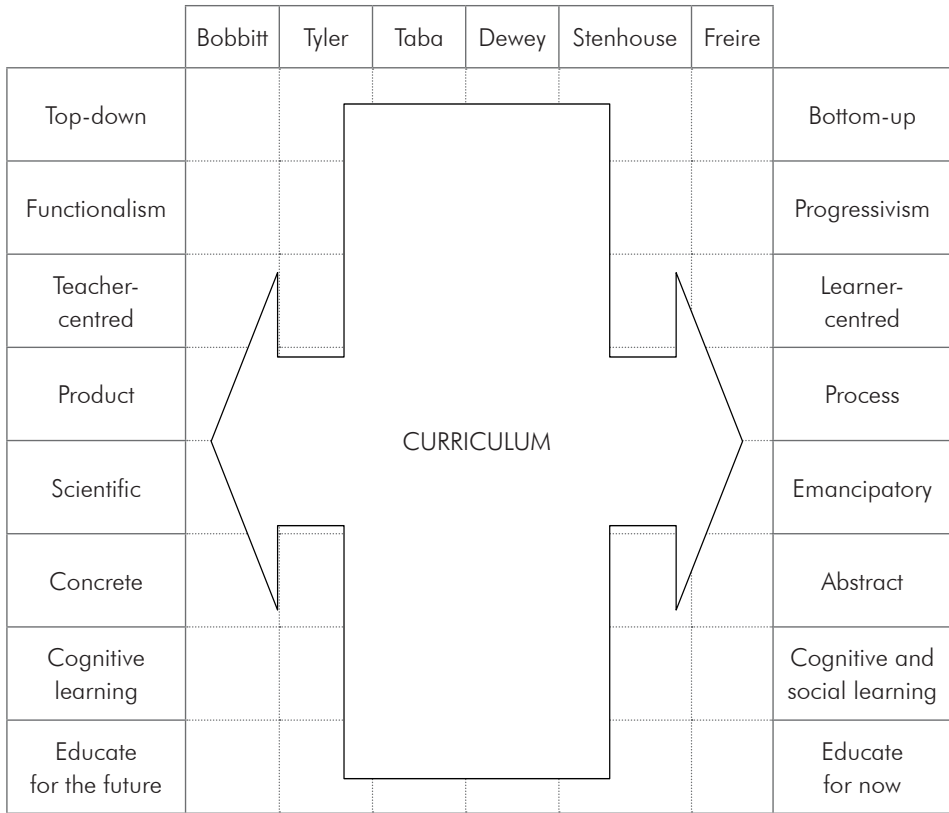 Bobbitt Tyler Taba Dewey Stenhouse Freire
Top-down Bottom-up
Functionalism Progressivism
Teacher-
centred
Learner-
centred
Product Process
CURRICULUM
Scientific Emancipatory
Concrete Abstract
Cognitive
learning
Cognitive and
social learning
Educate
for the future
Educate
for now